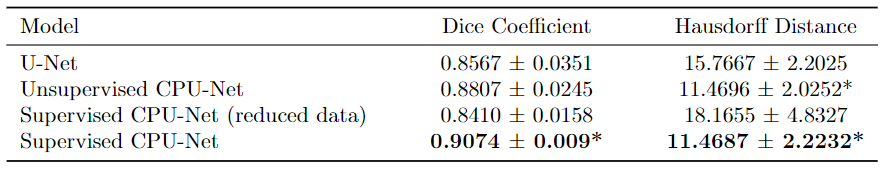 Model Dice Coefficient Hausdorff Distance
U-Net 0.8567 ± 0.0351 15.7667 ± 2.2025
Unsupervised CPU-Net 0.8807 ± 0.0245 11.4696 ± 2.0252*
Supervised CPU-Net (reduced data) 0.8410 ± 0.0158 18.1655 ± 4.8327
Supervised CPU-Net 0.9074 ± 0.009* 11.4687 ± 2.2232*